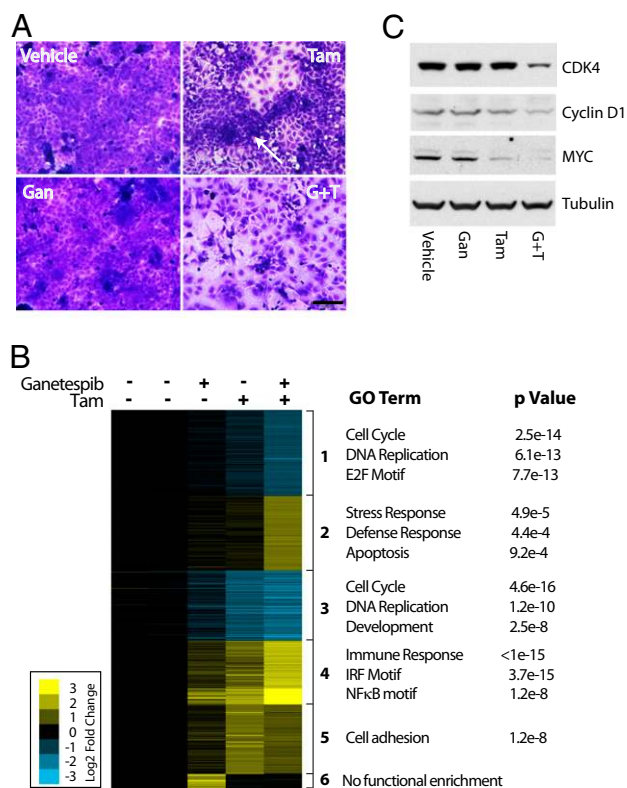 A
Vehicle
Tam
Gan
G+T
C
CDK4
Cyclin D1
MYC
Tubulin
Vehicle
Gan
Tam
G+T
B
Ganetespib - - + - +
Tam - - - + +
GO Term p Value
1
Cell Cycle 2.5e-14
DNA Replication 6.1e-13
E2F Motif 7.7e-13
2
Stress Response 4.9e-5
Defense Response 4.4e-4
Apoptosis 9.2e-4
3
Cell Cycle 4.6e-16
DNA Replication 1.2e-10
Development 2.5e-8
4
Immune Response <1e-15
IRF Motif 3.7e-15
NFκB motif 1.2e-8
5
Cell adhesion 1.2e-8
6
No functional enrichment
3
2
1
0
-1
-2
-3
Log2 Fold Change